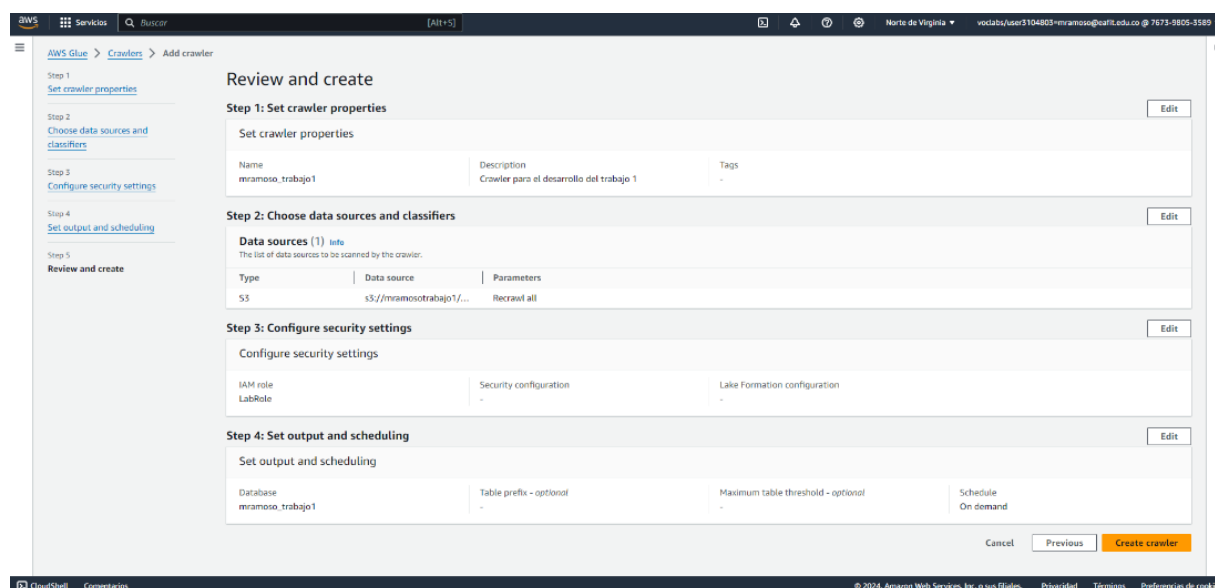 aws
Servicios
Buscar
[Alt+S]
Norte de Virginia
voclabs/user3104803=mramoso@eafit.edu.co @ 7673-9805-3589
AWS Glue > Crawlers > Add crawler
Step 1
Set crawler properties
Step 2
Choose data sources and
classifiers
Step 3
Configure security settings
Step 4
Set output and scheduling
Step 5
Review and create
Review and create
Step 1: Set crawler properties
Edit
Set crawler properties
Name
Description
Tags
mramoso_trabajo1
Crawler para el desarrollo del trabajo 1
-
Step 2: Choose data sources and classifiers
Edit
Data sources (1) Info
The list of data sources to be scanned by the crawler.
Type
Data source
Parameters
S3
s3://mramosotrabajo1/...
Recrawl all
Step 3: Configure security settings
Edit
Configure security settings
IAM role
Security configuration
Lake Formation configuration
LabRole
-
-
Step 4: Set output and scheduling
Edit
Set output and scheduling
Database
Table prefix - optional
Maximum table threshold - optional
Schedule
mramoso_trabajo1
-
-
On demand
Cancel
Previous
Create crawler
CloudShell
Comentarios
© 2024, Amazon Web Services, Inc. o sus filiales.
Privacidad
Términos
Preferencias de cook